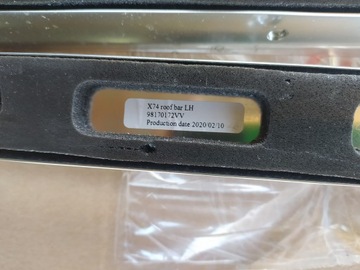 X74 roof bar LH
98170172VV
Production date 2020/02/10